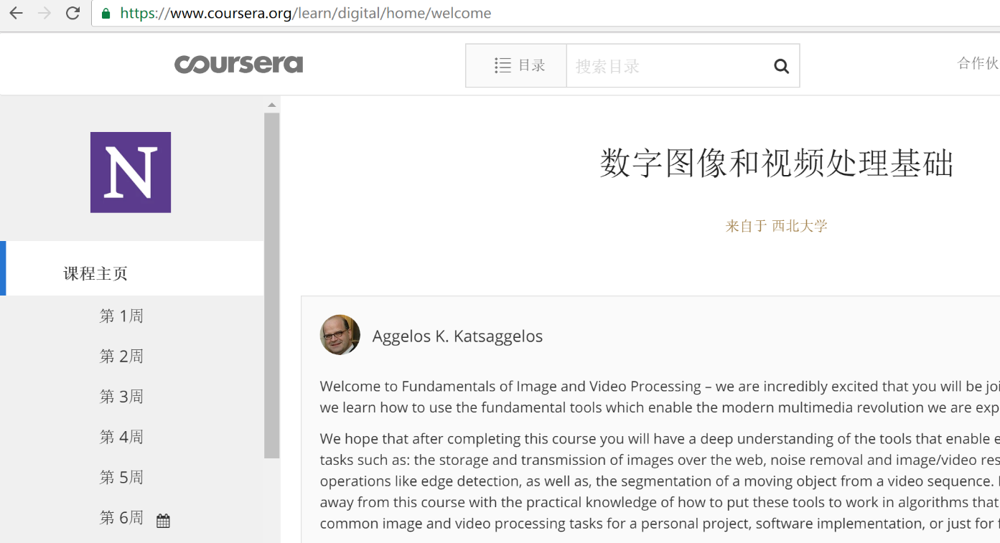 https://www.coursera.org/learn/digital/home/welcome
coursera
目录
搜索目录
合作伙
N
数字图像和视频处理基础
来自于 西北大学
课程主页
第 1周
第 2周
第 3周
第 4周
第 5周
第 6周
Aggelos K. Katsaggelos
Welcome to Fundamentals of Image and Video Processing – we are incredibly excited that you will be joi
we learn how to use the fundamental tools which enable the modern multimedia revolution we are exp
We hope that after completing this course you will have a deep understanding of the tools that enable e
tasks such as: the storage and transmission of images over the web, noise removal and image/video res
operations like edge detection, as well as, the segmentation of a moving object from a video sequence.
away from this course with the practical knowledge of how to put these tools to work in algorithms that
common image and video processing tasks for a personal project, software implementation, or just for f